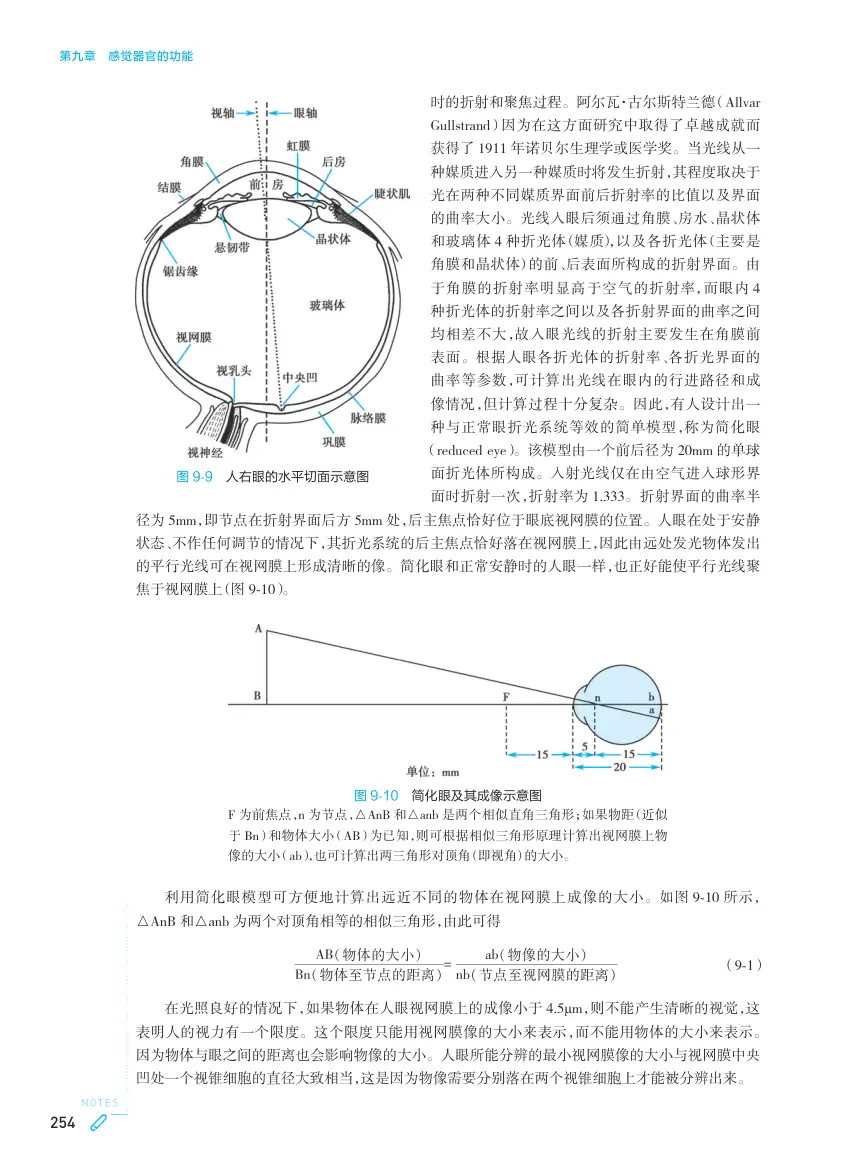 第九章 感觉器官的功能
视轴
眼轴
虹膜
角膜
后房
结膜
前房
睫状肌
悬韧带
晶状体
锯齿缘
玻璃体
视网膜
视乳头
中央凹
脉络膜
巩膜
视神经
图 9-9 人右眼的水平切面示意图
时的折射和聚焦过程。阿尔瓦·古尔斯特兰德（Allvar
Gullstrand）因为在这方面研究中取得了卓越成就而
获得了 1911 年诺贝尔生理学或医学奖。当光线从一
种媒质进入另一种媒质时将发生折射,其程度取决于
光在两种不同媒质界面前后折射率的比值以及界面
的曲率大小。光线入眼后须通过角膜、房水、晶状体
和玻璃体 4 种折光体(媒质),以及各折光体(主要是
角膜和晶状体)的前、后表面所构成的折射界面。由
于角膜的折射率明显高于空气的折射率,而眼内 4
种折光体的折射率之间以及各折射界面的曲率之间
均相差不大,故入眼光线的折射主要发生在角膜前
表面。根据人眼各折光体的折射率、各折光界面的
曲率等参数,可计算出光线在眼内的行进路径和成
像情况,但计算过程十分复杂。因此,有人设计出一
种与正常眼折光系统等效的简单模型,称为简化眼
（reduced eye）。该模型由一个前后径为 20mm 的单球
面折光体所构成。入射光线仅在由空气进入球形界
面时折射一次,折射率为 1.333。折射界面的曲率半
径为 5mm,即节点在折射界面后方 5mm 处,后主焦点恰好位于眼底视网膜的位置。人眼在处于安静
状态、不作任何调节的情况下,其折光系统的后主焦点恰好落在视网膜上,因此由远处发光物体发出
的平行光线可在视网膜上形成清晰的像。简化眼和正常安静时的人眼一样,也正好能使平行光线聚
焦于视网膜上(图 9-10)。
A
B
F
n
b
a
15
5
15
20
单位：mm
图 9-10 简化眼及其成像示意图
F 为前焦点,n 为节点,△AnB 和△anb 是两个相似直角三角形;如果物距(近似
于 Bn)和物体大小(AB)为已知,则可根据相似三角形原理计算出视网膜上物
像的大小(ab),也可计算出两三角形对顶角(即视角)的大小。
利用简化眼模型可方便地计算出远近不同的物体在视网膜上成像的大小。如图 9-10 所示,
△AnB 和△anb 为两个对顶角相等的相似三角形,由此可得
AB(物体的大小) = ab(物像的大小)
Bn(物体至节点的距离) nb(节点至视网膜的距离) （9-1）
在光照良好的情况下,如果物体在人眼视网膜上的成像小于 4.5μm,则不能产生清晰的视觉,这
表明人的视力有一个限度。这个限度只能用视网膜像的大小来表示,而不能用物体的大小来表示。
因为物体与眼之间的距离也会影响物像的大小。人眼所能分辨的最小视网膜像的大小与视网膜中央
凹处一个视锥细胞的直径大致相当,这是因为物像需要分别落在两个视锥细胞上才能被分辨出来。
NOTES
254